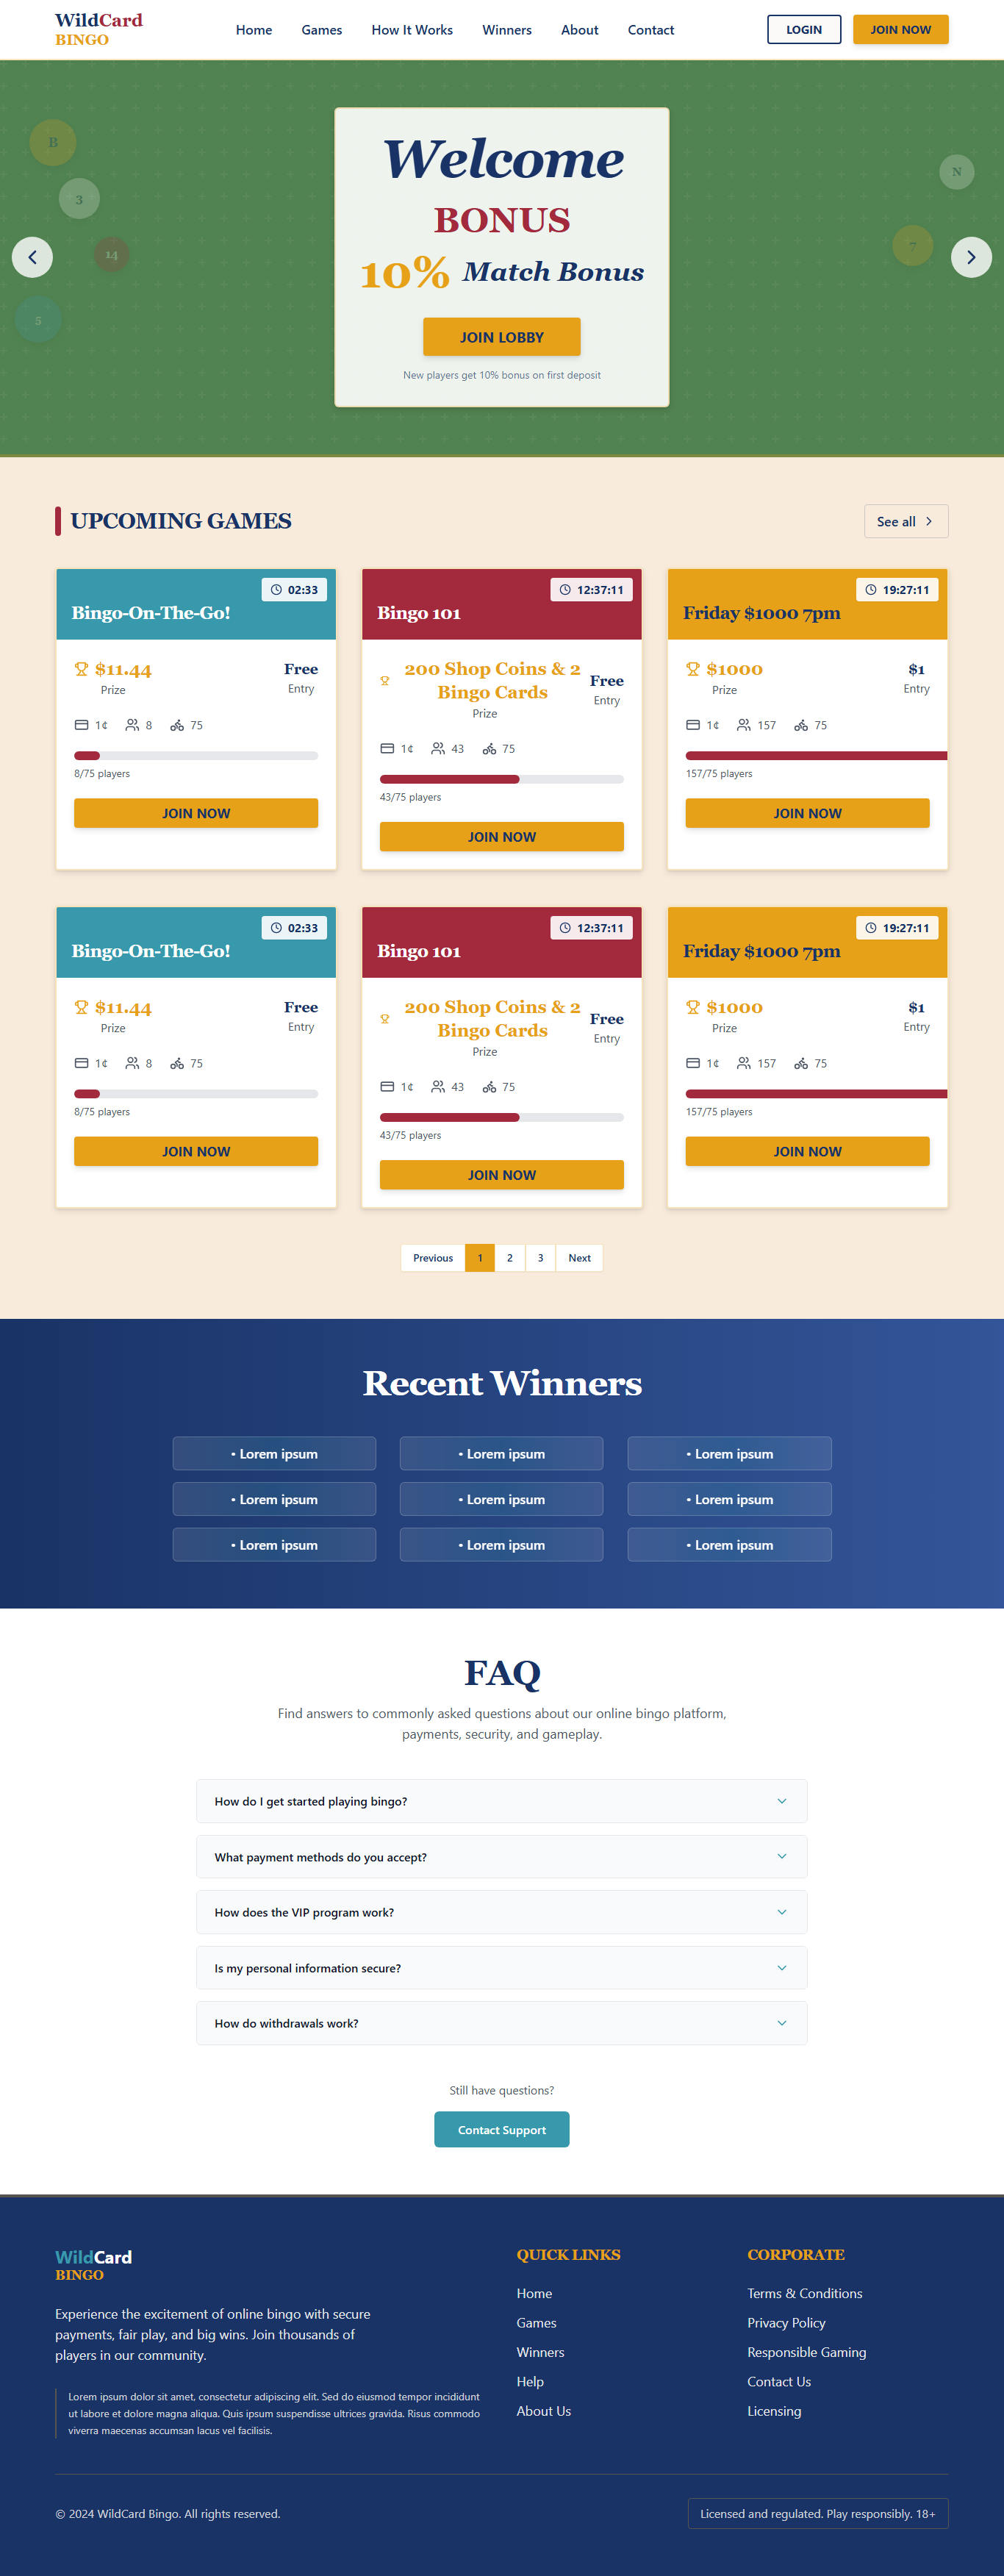 WildCard
BINGO
Home
Games
How It Works
Winners
About
Contact
LOGIN
JOIN NOW
B
3
14
5
N
7
Welcome
BONUS
10% Match Bonus
JOIN LOBBY
New players get 10% bonus on first deposit
UPCOMING GAMES
See all
02:33
Bingo-On-The-Go!
$11.44
Prize
Free
Entry
1¢
8
75
8/75 players
JOIN NOW
12:37:11
Bingo 101
200 Shop Coins & 2
Bingo Cards
Prize
Free
Entry
1¢
43
75
43/75 players
JOIN NOW
19:27:11
Friday $1000 7pm
$1000
Prize
$1
Entry
1¢
157
75
157/75 players
JOIN NOW
02:33
Bingo-On-The-Go!
$11.44
Prize
Free
Entry
1¢
8
75
8/75 players
JOIN NOW
12:37:11
Bingo 101
200 Shop Coins & 2
Bingo Cards
Prize
Free
Entry
1¢
43
75
43/75 players
JOIN NOW
19:27:11
Friday $1000 7pm
$1000
Prize
$1
Entry
1¢
157
75
157/75 players
JOIN NOW
Previous
1
2
3
Next
Recent Winners
• Lorem ipsum
• Lorem ipsum
• Lorem ipsum
• Lorem ipsum
• Lorem ipsum
• Lorem ipsum
• Lorem ipsum
• Lorem ipsum
• Lorem ipsum
FAQ
Find answers to commonly asked questions about our online bingo platform,
payments, security, and gameplay.
How do I get started playing bingo?
What payment methods do you accept?
How does the VIP program work?
Is my personal information secure?
How do withdrawals work?
Still have questions?
Contact Support
WildCard
BINGO
Experience the excitement of online bingo with secure
payments, fair play, and big wins. Join thousands of
players in our community.
Lorem ipsum dolor sit amet, consectetur adipiscing elit. Sed do eiusmod tempor incididunt
ut labore et dolore magna aliqua. Quis ipsum suspendisse ultrices gravida. Risus commodo
viverra maecenas accumsan lacus vel facilisis.
QUICK LINKS
Home
Games
Winners
Help
About Us
CORPORATE
Terms & Conditions
Privacy Policy
Responsible Gaming
Contact Us
Licensing
© 2024 WildCard Bingo. All rights reserved.
Licensed and regulated. Play responsibly. 18+